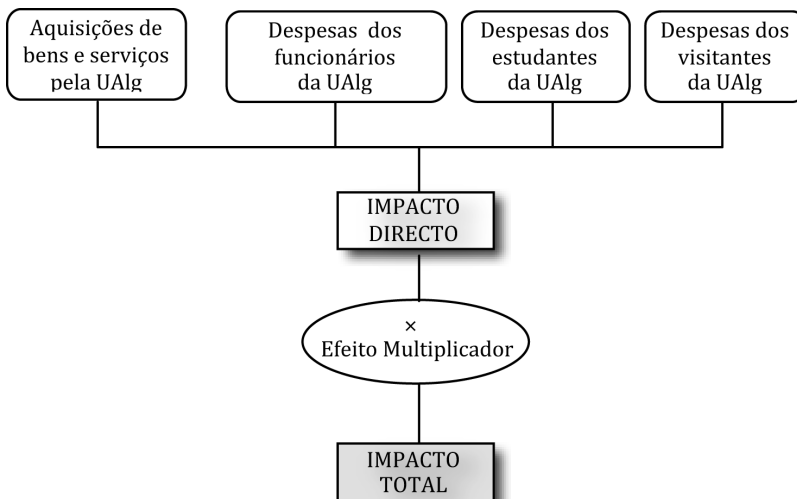 Aquisições de
bens e serviços
pela UAlg
Despesas dos
funcionários
da UAlg
Despesas dos
estudantes
da UAlg
Despesas dos
visitantes
da UAlg
IMPACTO
DIRECTO
×
Efeito Multiplicador
IMPACTO
TOTAL